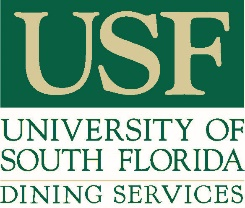 USF
UNIVERSITY OF
SOUTH FLORIDA
DINING SERVICES